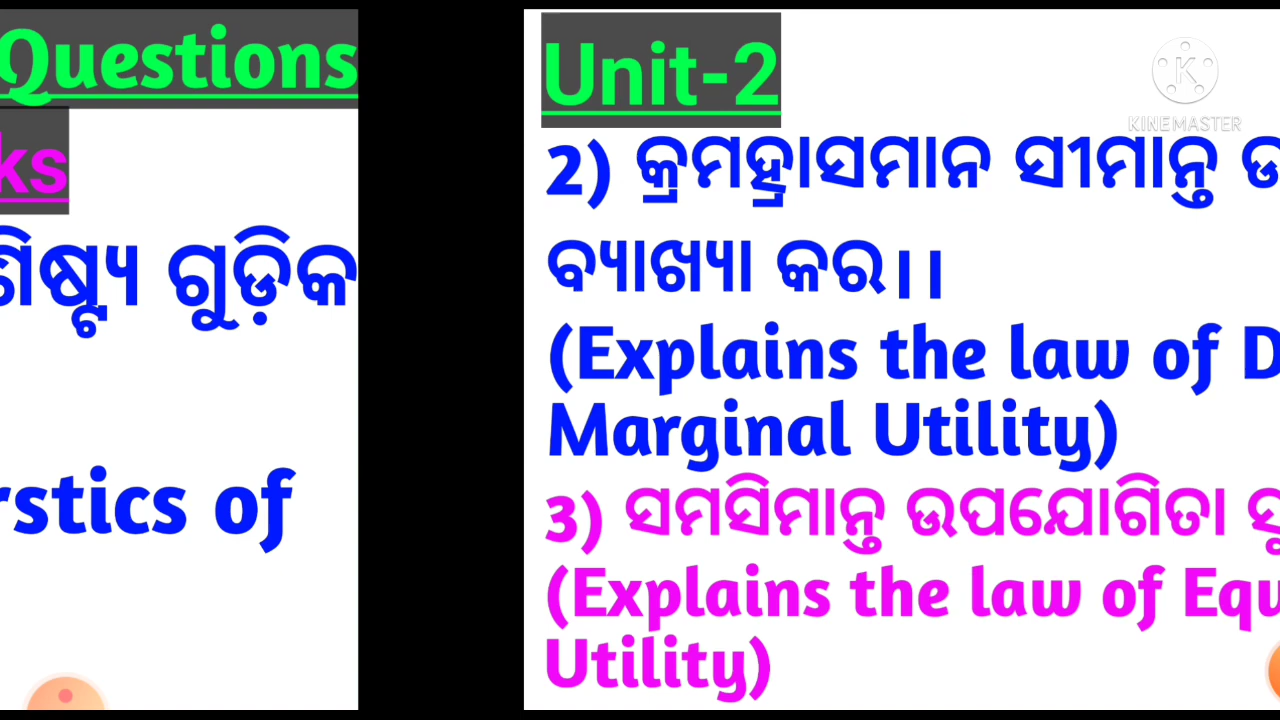 Questions
ks
ଶିଷ୍ଟ୍ୟ ଗୁଡ଼ିକ
rstics of
Unit-2
2) କ୍ରମହ୍ରାସମାନ ସୀମାନ୍ତ ଉ
ବ୍ୟାଖ୍ୟା କର।।
(Explains the law of D
Marginal Utility)
3) ସମସିମାନ୍ତ ଉପଯୋଗିତା ସୁ
(Explains the law of Equ
Utility)
KINEMASTER